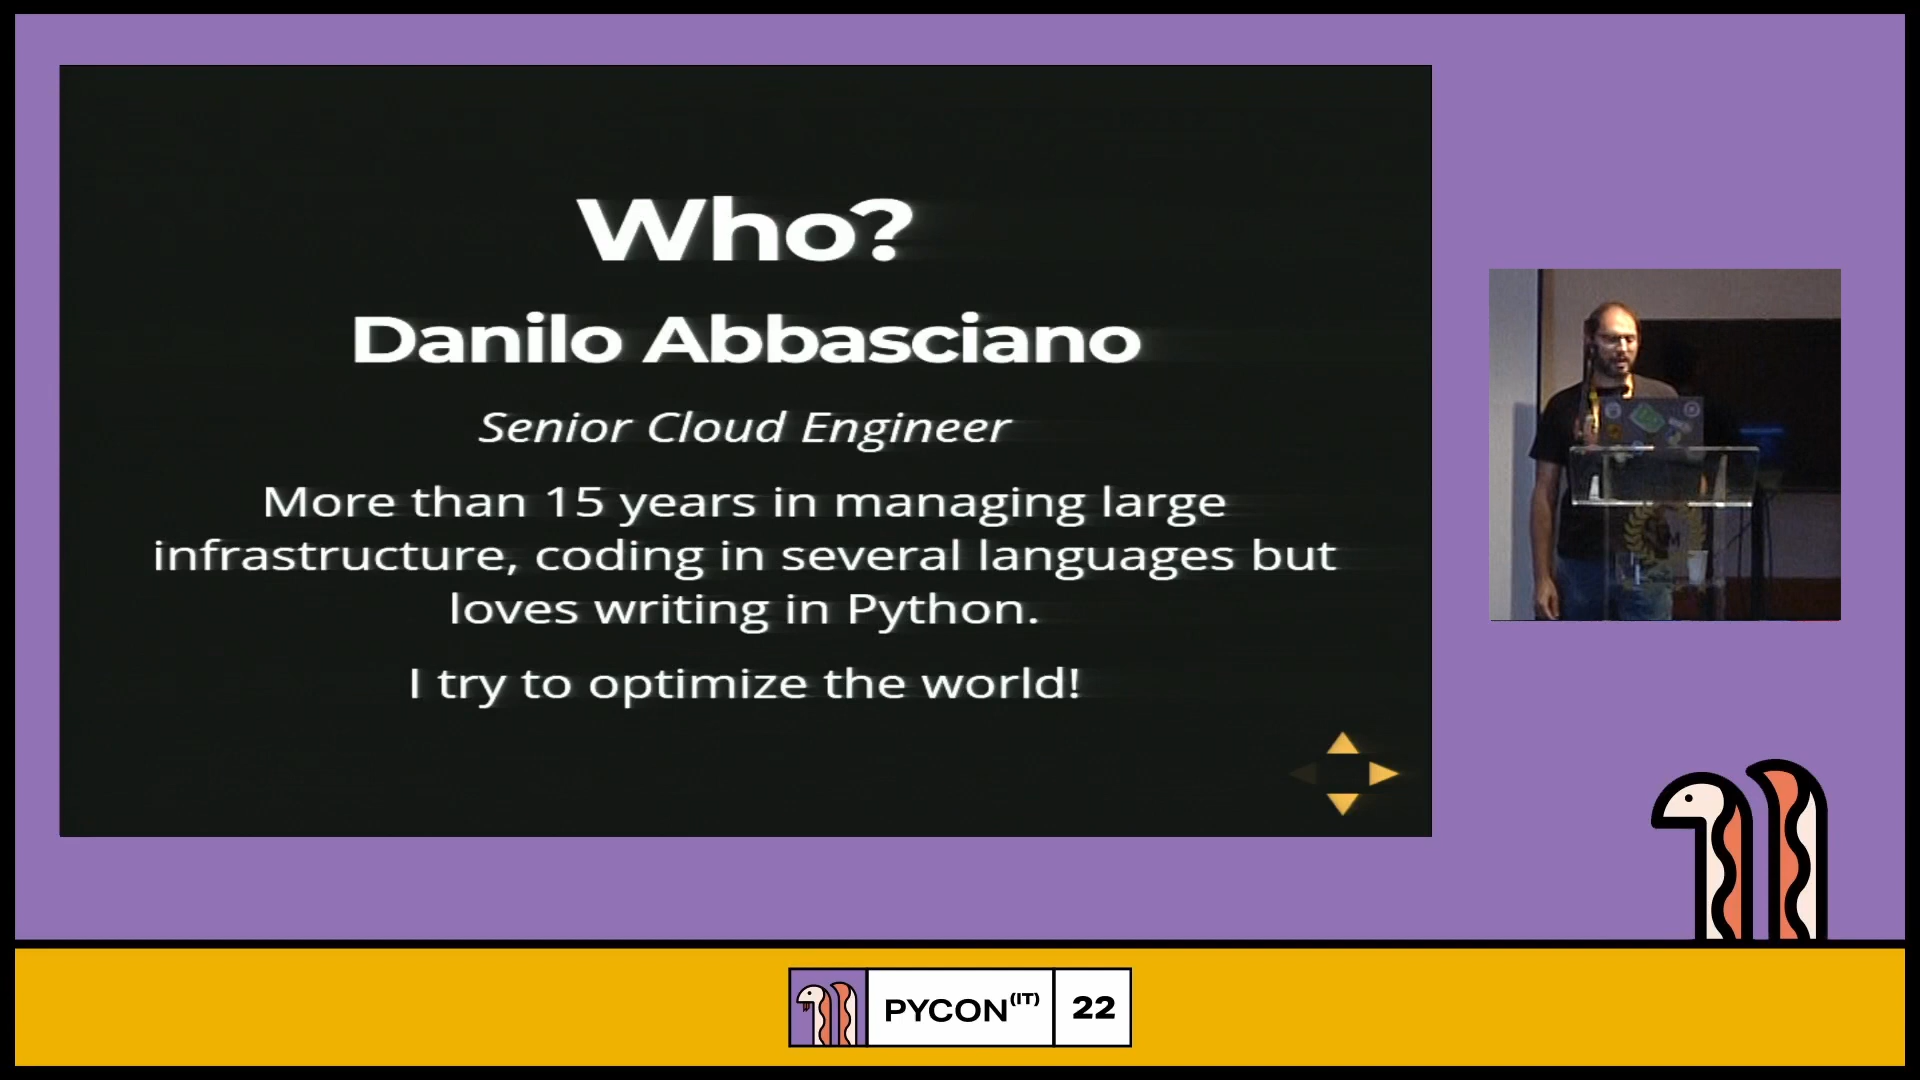 Who?
Danilo Abbasciano
Senior Cloud Engineer
More than 15 years in managing large
infrastructure, coding in several languages but
loves writing in Python.
I try to optimize the world!
PYCON(IT) 22